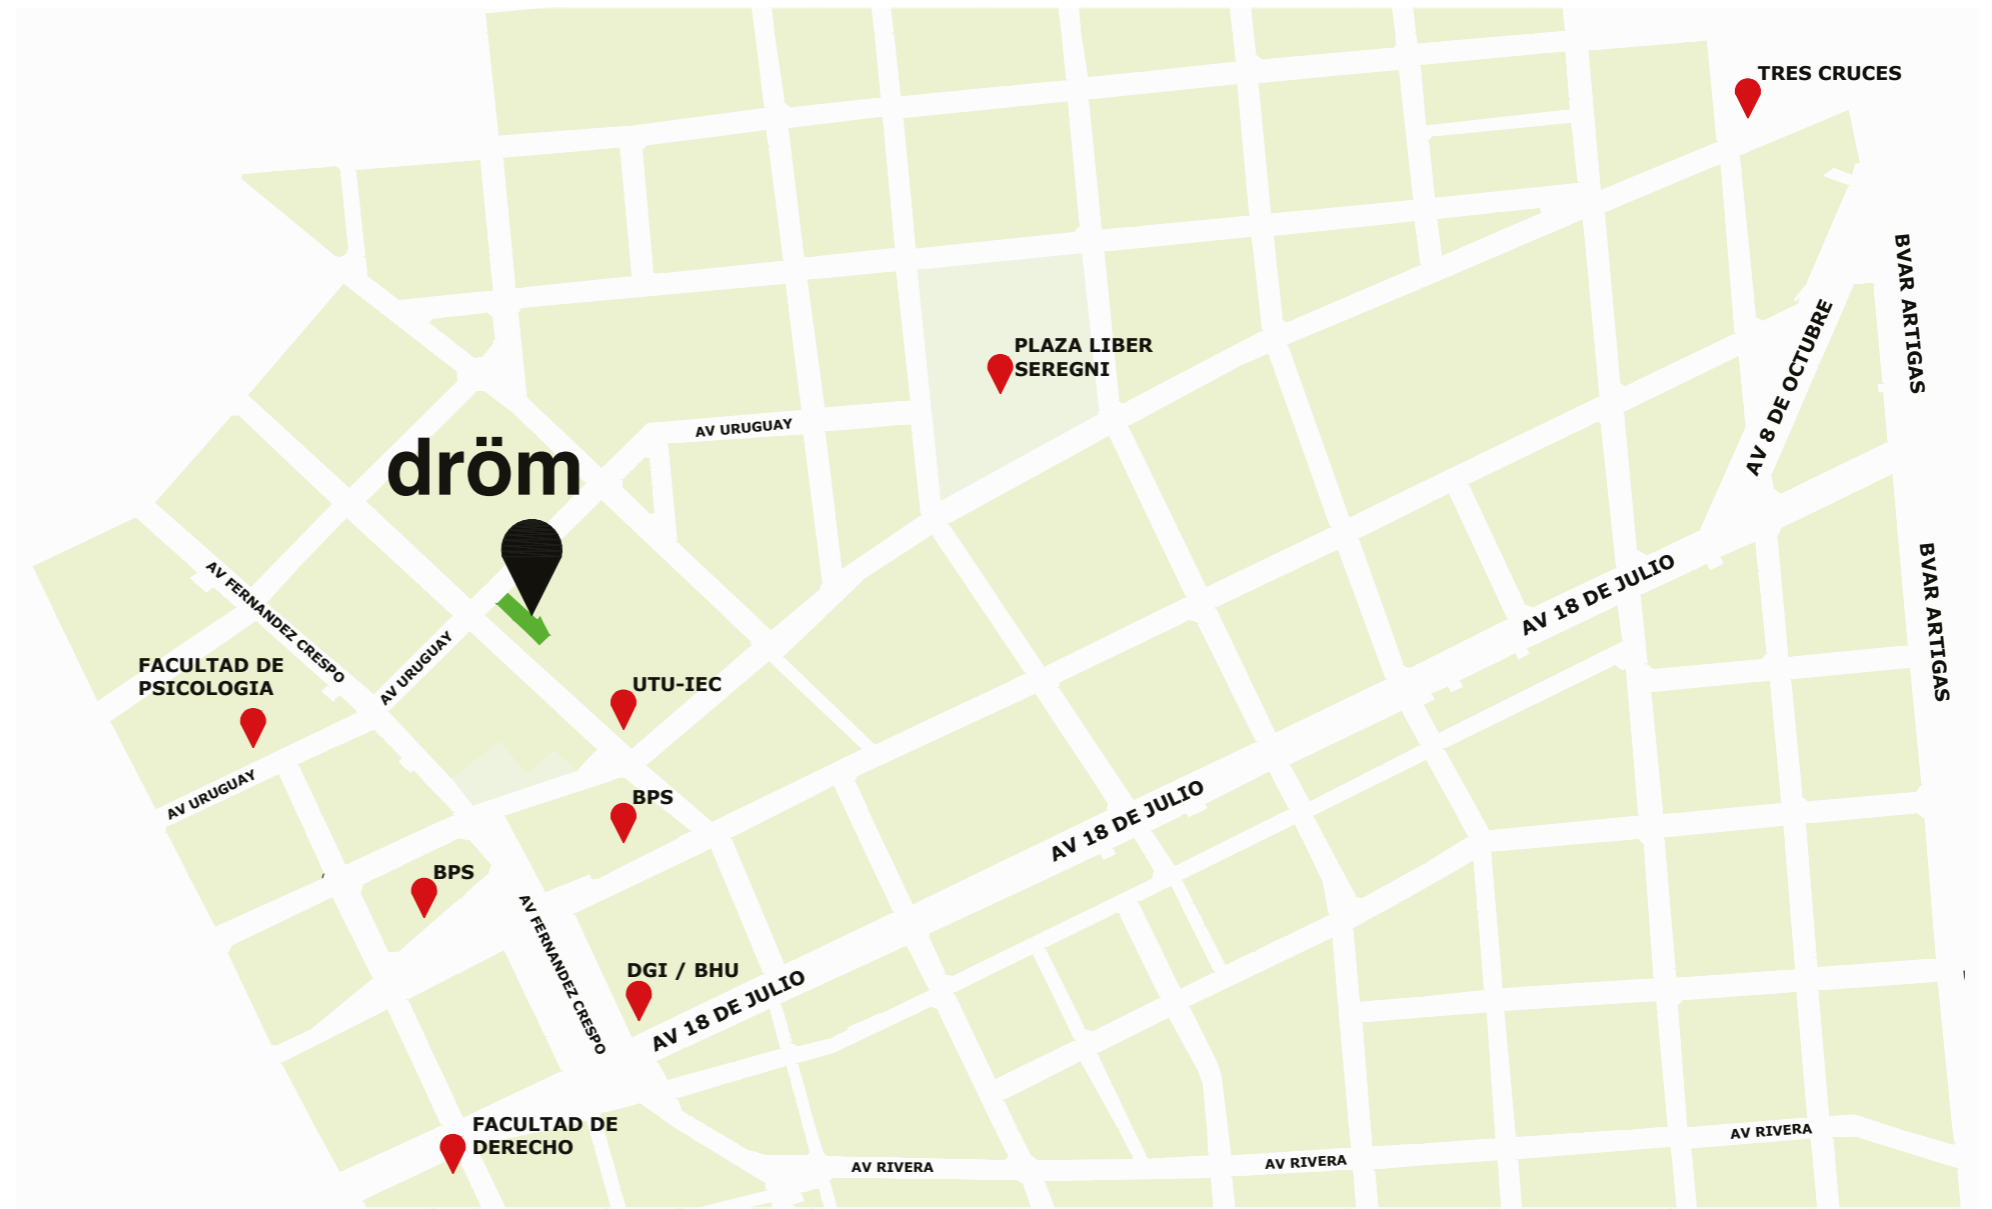 TRES CRUCES
BVAR ARTIGAS
AV 8 DE OCTUBRE
PLAZA LIBER
SEREGNI
AV URUGUAY
dröm
AV FERNANDEZ CRESPO
AV URUGUAY
FACULTAD DE
PSICOLOGIA
UTU-IEC
AV 18 DE JULIO
BVAR ARTIGAS
AV URUGUAY
BPS
AV 18 DE JULIO
BPS
AV FERNANDEZ CRESPO
DGI / BHU
AV 18 DE JULIO
FACULTAD DE
DERECHO
AV RIVERA
AV RIVERA
AV RIVERA